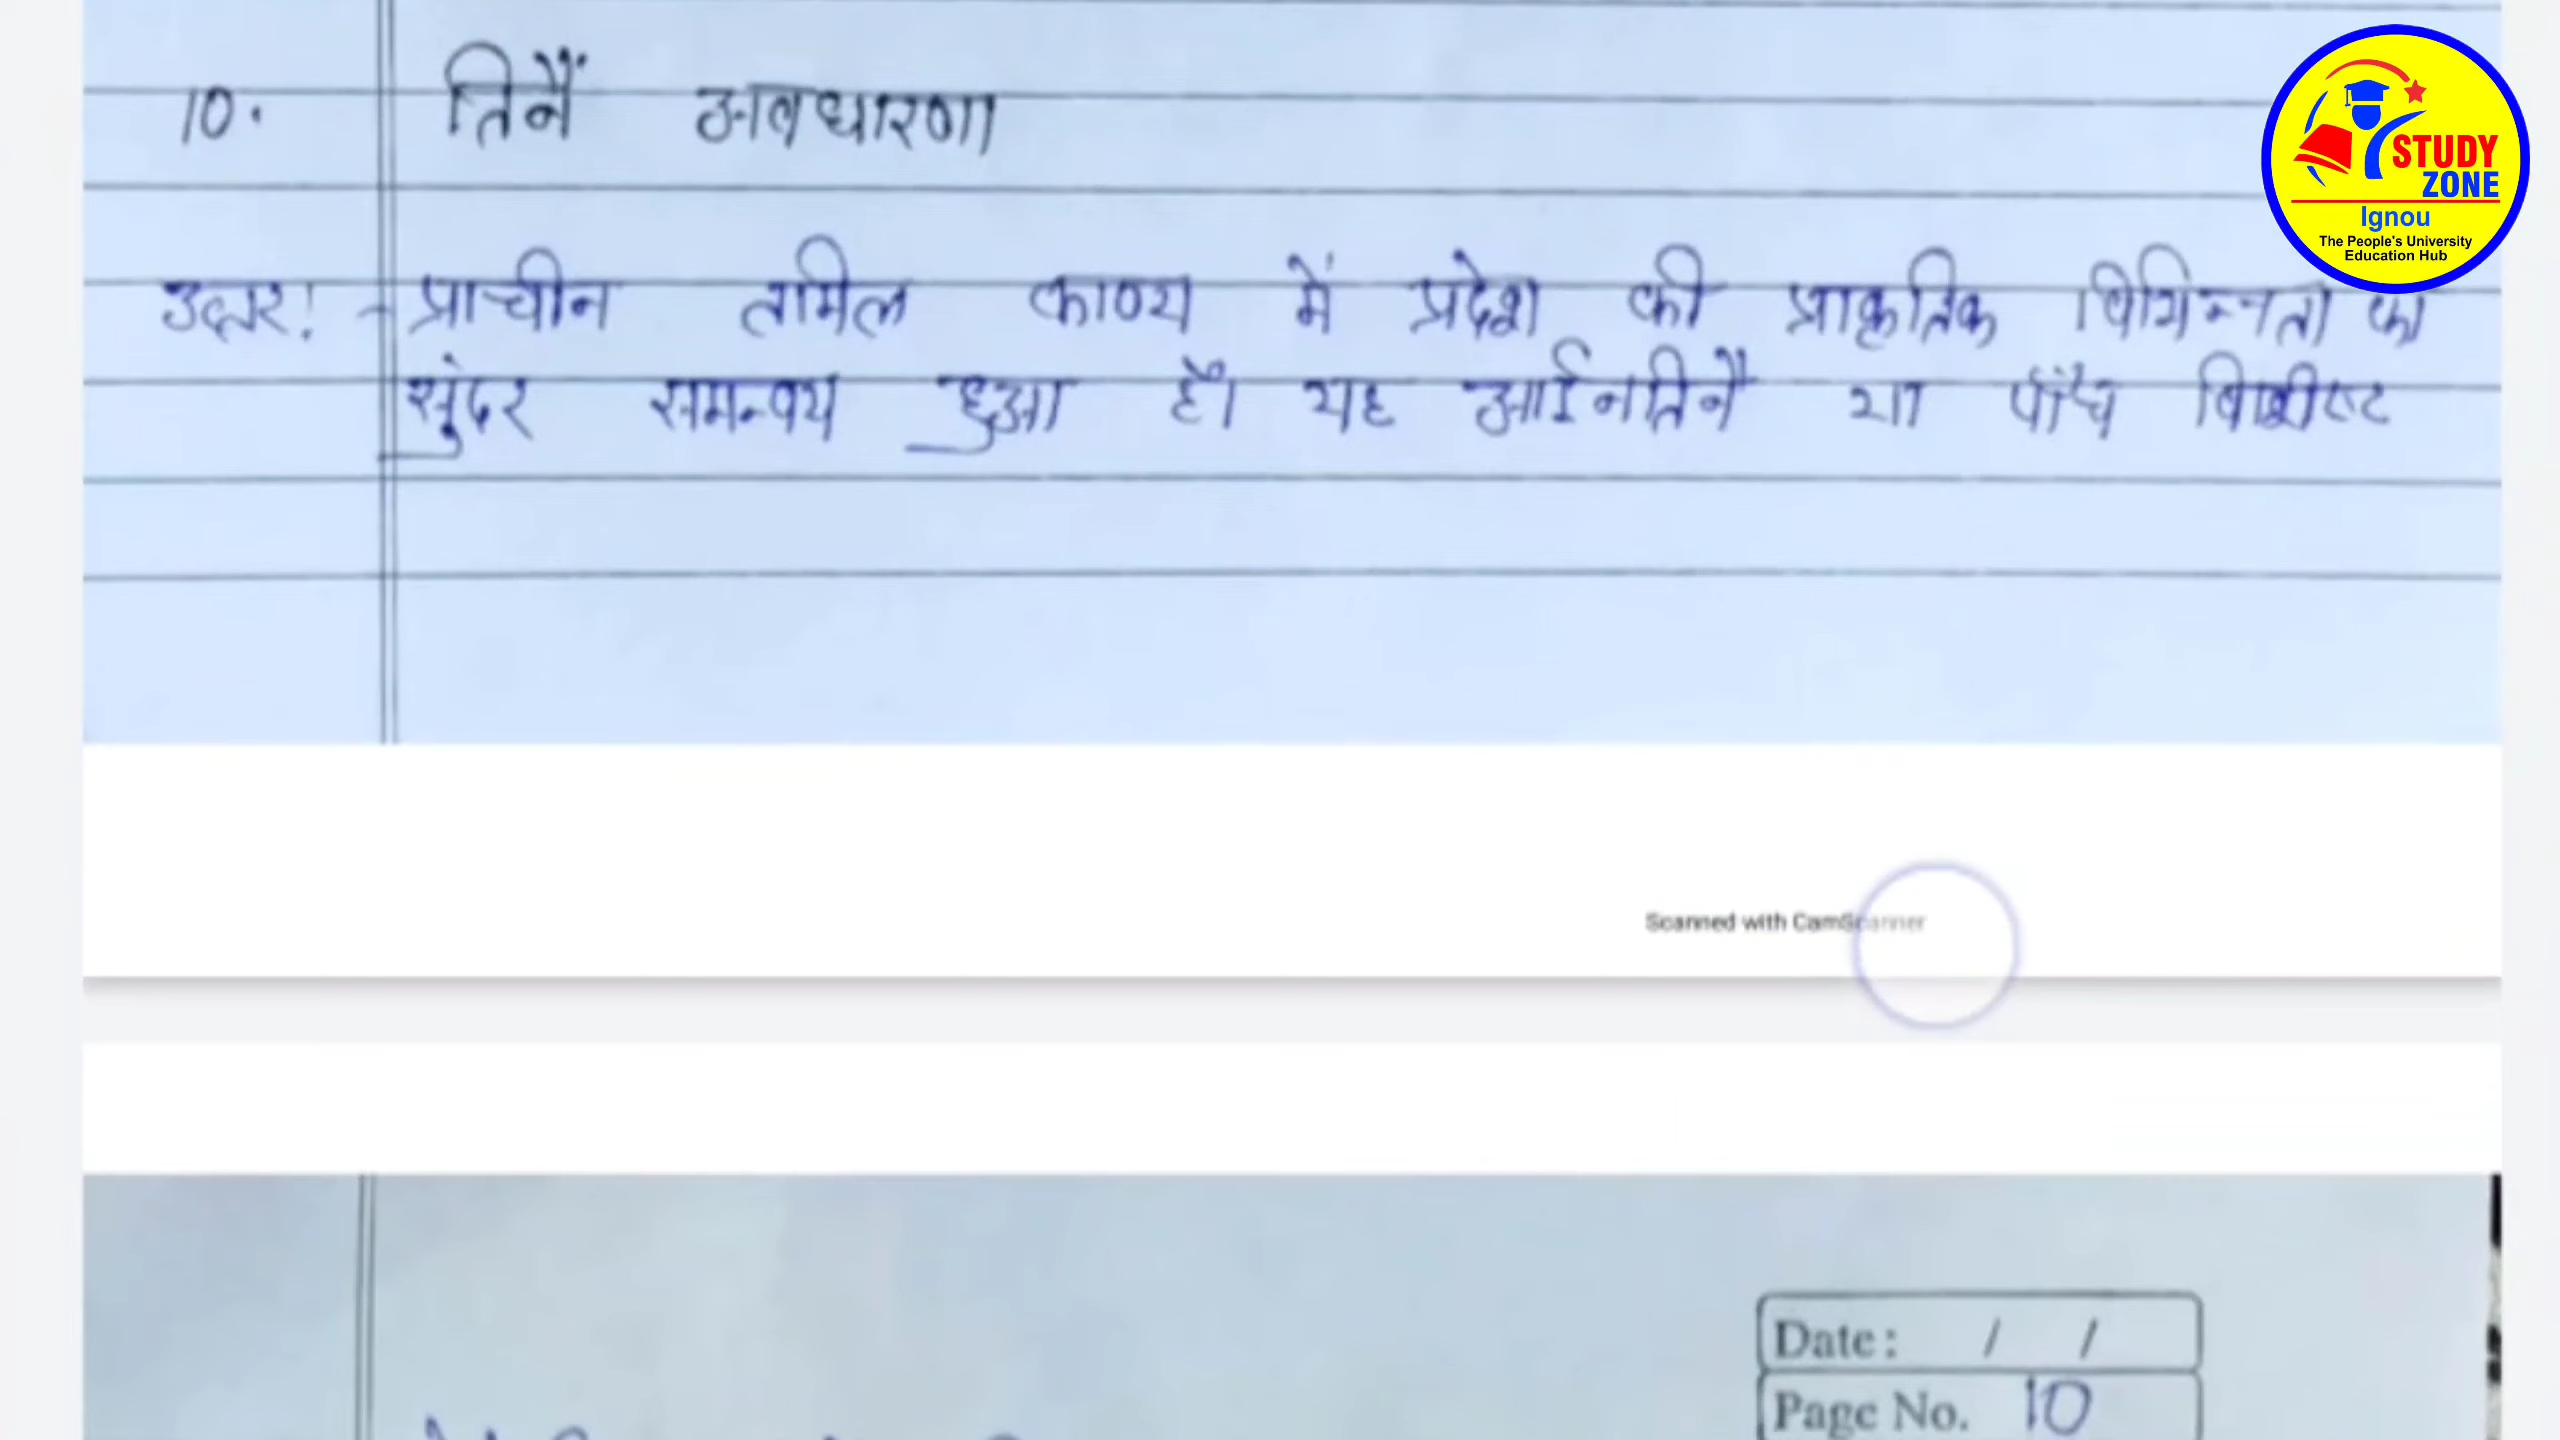 10. तिनैं अवधारणा
STUDY
ZONE
Ignou
The People's University
Education Hub
उत्तर:- प्राचीन तमिल काव्य में प्रदेश की प्राकृतिक विभिन्नता का
सुंदर समन्वय हुआ है। यह आईनतिनै या पाँच विशिष्ट
Scanned with CamScanner
Date: / /
Page No. 10